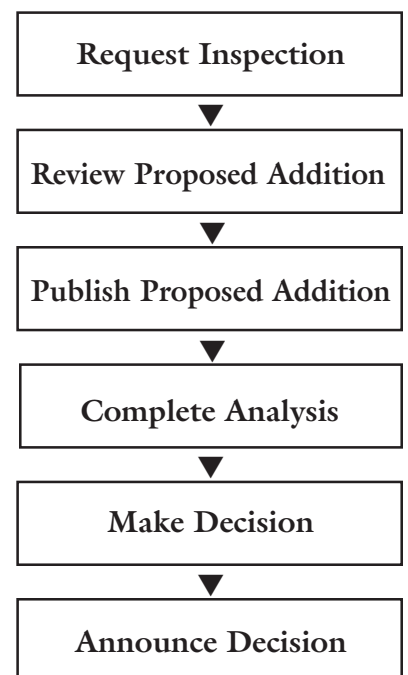 Request Inspection
Review Proposed Addition
Publish Proposed Addition
Complete Analysis
Make Decision
Announce Decision